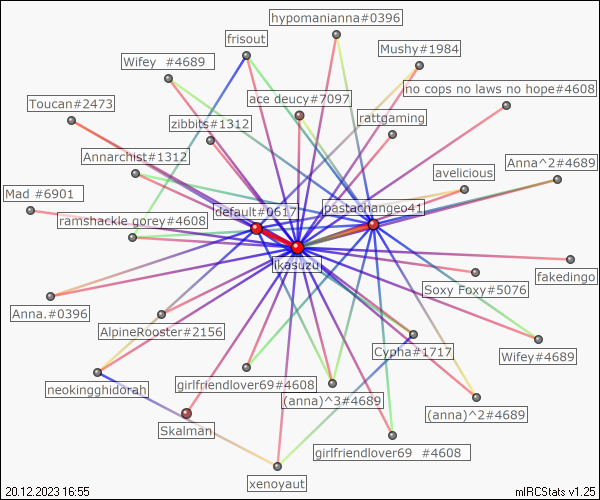 hypomanianna#0396
frisout
Mushy#1984
Wifey  #4689
no cops no laws no hope#4608
ace deucy#7097
Toucan#2473
rattgaming
zibbits#1312
Annarchist#1312
Anna^2#4689
avelicious
Mad #6901
default#0617
pastachangeo41
ramshackle gorey#4608
ikasuzu
fakedingo
Soxy Foxy#5076
Anna.#0396
AlpineRooster#2156
Cypha#1717
Wifey#4689
neokingghidorah
girlfriendlover69#4608
(anna)^3#4689
(anna)^2#4689
Skalman
girlfriendlover69  #4608
xenoyaut
20.12.2023 16:55
mIRCStats v1.25